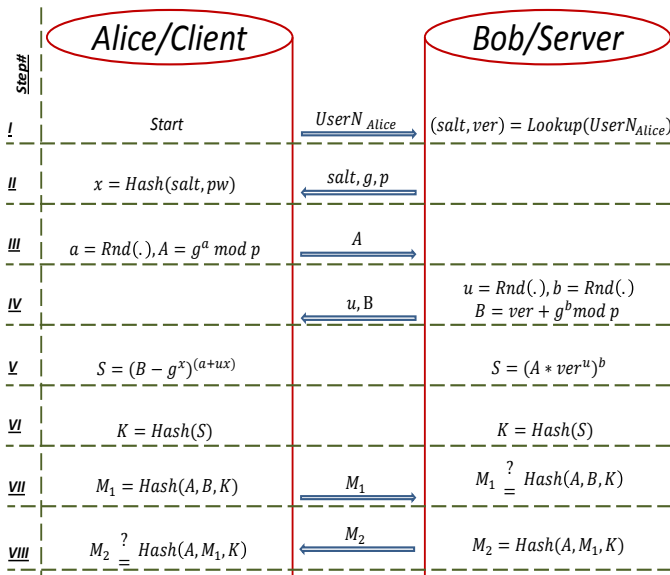 Alice/Client
Bob/Server
Step#
I
Start
UserN_Alice
(salt, ver) = Lookup(UserN_Alice)
II
x = Hash(salt, pw)
salt, g, p
III
a = Rnd(.), A = g^a mod p
A
IV
u, B
u = Rnd(.), b = Rnd(.)
B = ver + g^b mod p
V
S = (B − g^x)^(a+ux)
S = (A * ver^u)^b
VI
K = Hash(S)
K = Hash(S)
VII
M_1 = Hash(A, B, K)
M_1
M_1 ?= Hash(A, B, K)
VIII
M_2 ?= Hash(A, M_1, K)
M_2
M_2 = Hash(A, M_1, K)